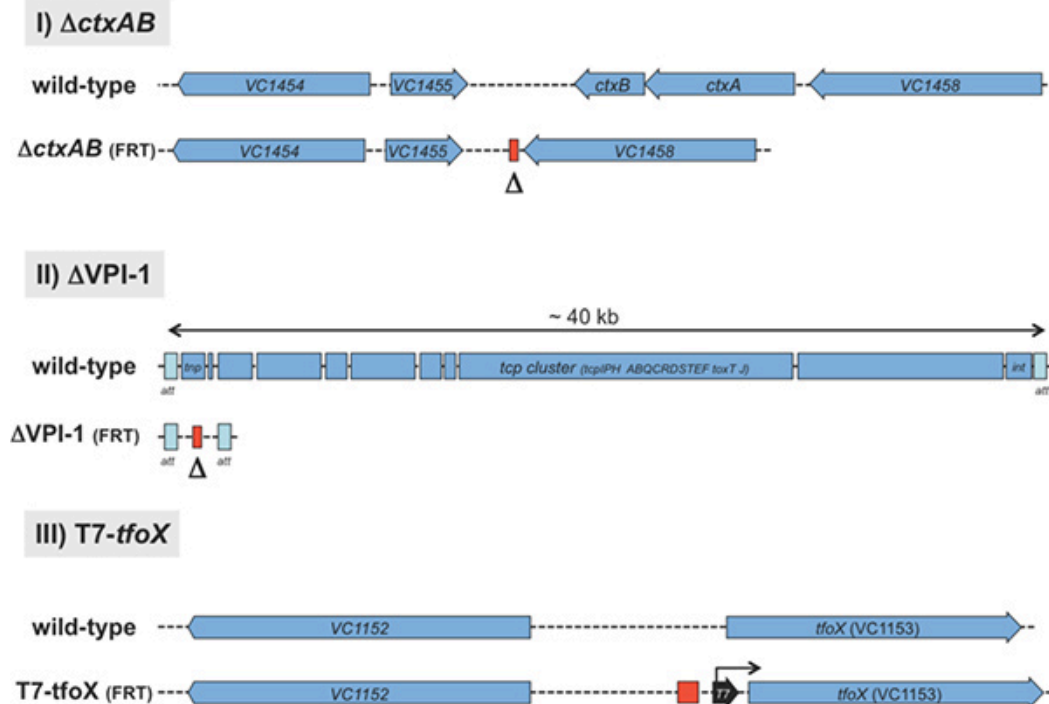 I) ΔctxAB
wild-type VC1454 VC1455 ctxB ctxA VC1458
ΔctxAB (FRT) VC1454 VC1455 VC1458
Δ
II) ΔVPI-1
~ 40 kb
wild-type tnp tcp cluster (tcpIPH ABQCRDSTEF toxT J) int
att att
ΔVPI-1 (FRT)
att Δ att
III) T7-tfoX
wild-type VC1152 tfoX (VC1153)
T7-tfoX (FRT) VC1152 T7 tfoX (VC1153)